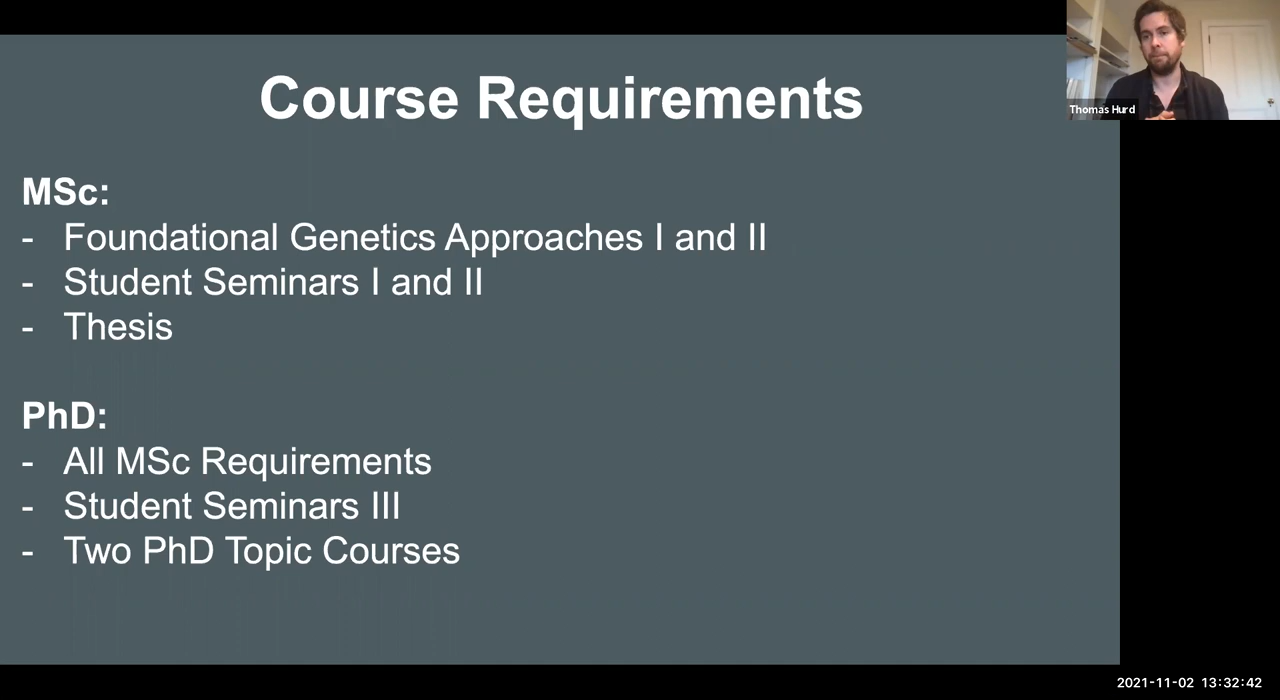 Course Requirements
Thomas Hurd
MSc:
- Foundational Genetics Approaches I and II
- Student Seminars I and II
- Thesis
PhD:
- All MSc Requirements
- Student Seminars III
- Two PhD Topic Courses
2021-11-02 13:32:42